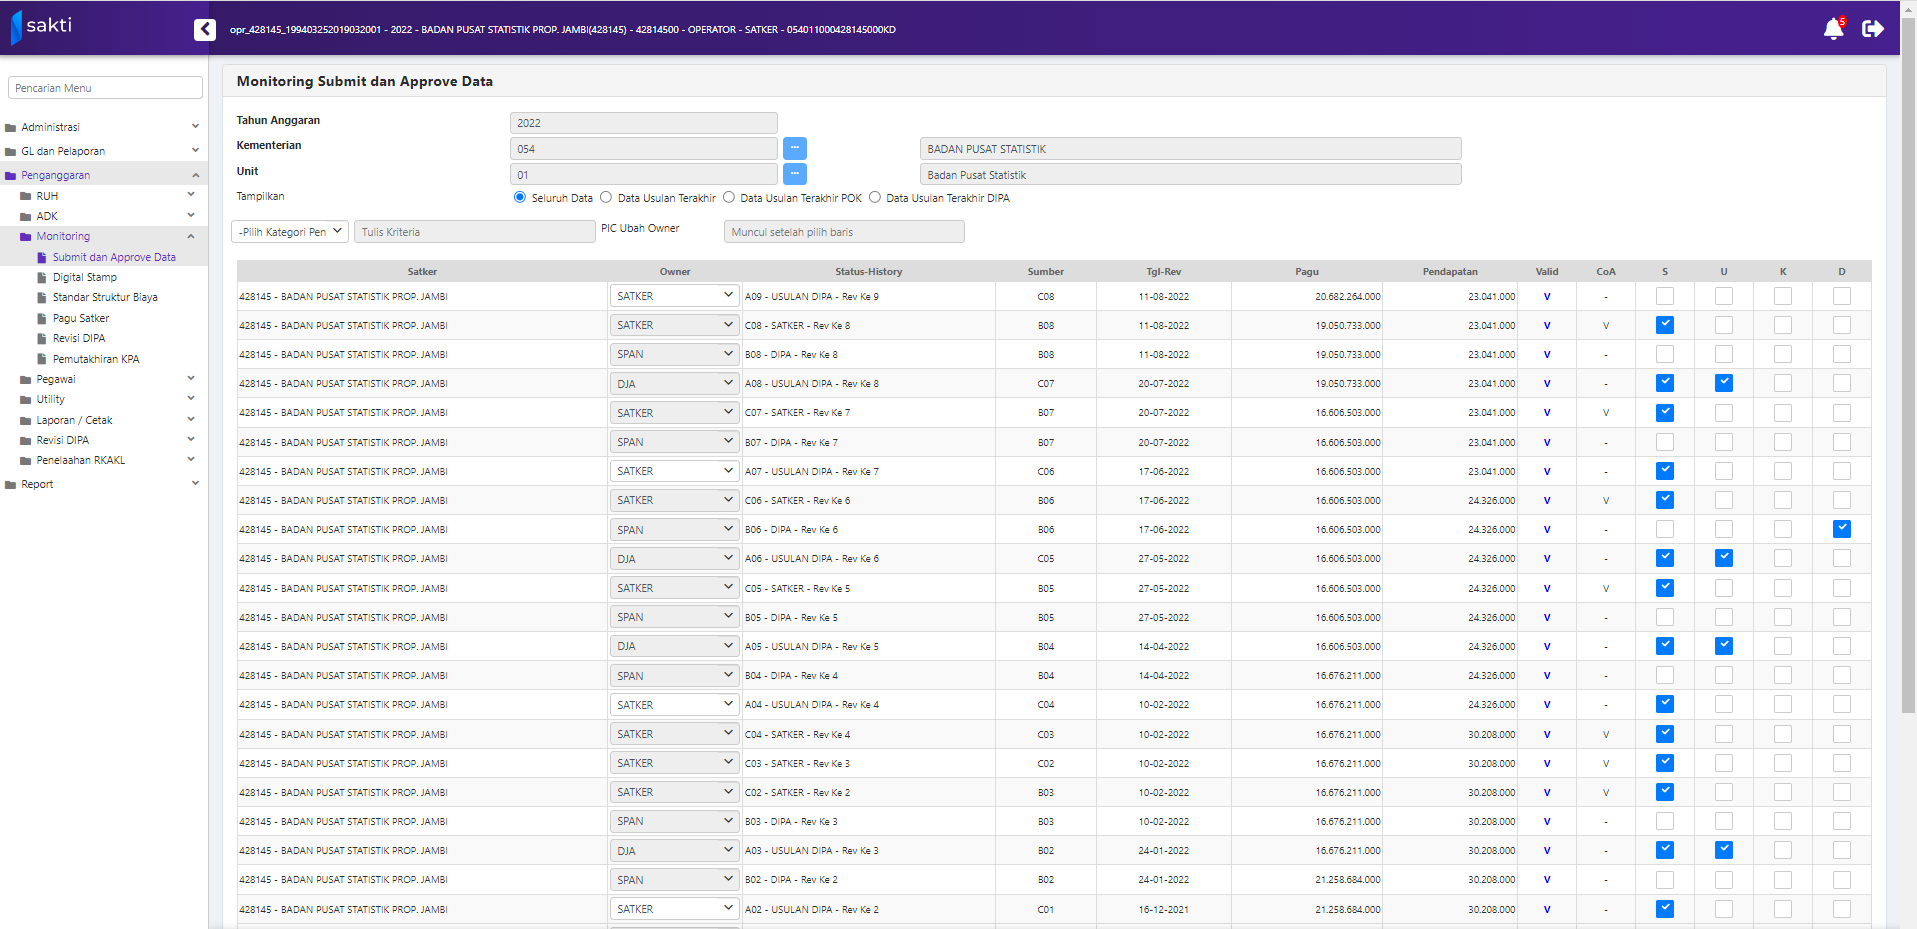 sakti
opr_428145_199403252019032001 - 2022 - BADAN PUSAT STATISTIK PROP. JAMBI(428145) - 42814500 - OPERATOR - SATKER - 054011000428145000KD
5
Pencarian Menu
Administrasi
GL dan Pelaporan
Penganggaran
RUH
ADK
Monitoring
Submit dan Approve Data
Digital Stamp
Standar Struktur Biaya
Pagu Satker
Revisi DIPA
Pemutakhiran KPA
Pegawai
Utility
Laporan / Cetak
Revisi DIPA
Penelaahan RKAKL
Report
Monitoring Submit dan Approve Data
Tahun Anggaran 2022
Kementerian 054 ... BADAN PUSAT STATISTIK
Unit 01 ... Badan Pusat Statistik
Tampilkan Seluruh Data Data Usulan Terakhir Data Usulan Terakhir POK Data Usulan Terakhir DIPA
-Pilih Kategori Pen Tulis Kriteria PIC Ubah Owner Muncul setelah pilih baris
Satker Owner Status-History Sumber Tgl-Rev Pagu Pendapatan Valid CoA S U K D
428145 - BADAN PUSAT STATISTIK PROP. JAMBI SATKER A09 - USULAN DIPA - Rev Ke 9 C08 11-08-2022 20.682.264.000 23.041.000 V -
428145 - BADAN PUSAT STATISTIK PROP. JAMBI SATKER C08 - SATKER - Rev Ke 8 B08 11-08-2022 19.050.733.000 23.041.000 V V
428145 - BADAN PUSAT STATISTIK PROP. JAMBI SPAN B08 - DIPA - Rev Ke 8 B08 11-08-2022 19.050.733.000 23.041.000 V -
428145 - BADAN PUSAT STATISTIK PROP. JAMBI DJA A08 - USULAN DIPA - Rev Ke 8 C07 20-07-2022 19.050.733.000 23.041.000 V -
428145 - BADAN PUSAT STATISTIK PROP. JAMBI SATKER C07 - SATKER - Rev Ke 7 B07 20-07-2022 16.606.503.000 23.041.000 V V
428145 - BADAN PUSAT STATISTIK PROP. JAMBI SPAN B07 - DIPA - Rev Ke 7 B07 20-07-2022 16.606.503.000 23.041.000 V -
428145 - BADAN PUSAT STATISTIK PROP. JAMBI SATKER A07 - USULAN DIPA - Rev Ke 7 C06 17-06-2022 16.606.503.000 23.041.000 V -
428145 - BADAN PUSAT STATISTIK PROP. JAMBI SATKER C06 - SATKER - Rev Ke 6 B06 17-06-2022 16.606.503.000 24.326.000 V V
428145 - BADAN PUSAT STATISTIK PROP. JAMBI SPAN B06 - DIPA - Rev Ke 6 B06 17-06-2022 16.606.503.000 24.326.000 V -
428145 - BADAN PUSAT STATISTIK PROP. JAMBI DJA A06 - USULAN DIPA - Rev Ke 6 C05 27-05-2022 16.606.503.000 24.326.000 V -
428145 - BADAN PUSAT STATISTIK PROP. JAMBI SATKER C05 - SATKER - Rev Ke 5 B05 27-05-2022 16.606.503.000 24.326.000 V V
428145 - BADAN PUSAT STATISTIK PROP. JAMBI SPAN B05 - DIPA - Rev Ke 5 B05 27-05-2022 16.606.503.000 24.326.000 V -
428145 - BADAN PUSAT STATISTIK PROP. JAMBI DJA A05 - USULAN DIPA - Rev Ke 5 B04 14-04-2022 16.606.503.000 24.326.000 V -
428145 - BADAN PUSAT STATISTIK PROP. JAMBI SPAN B04 - DIPA - Rev Ke 4 B04 14-04-2022 16.676.211.000 24.326.000 V -
428145 - BADAN PUSAT STATISTIK PROP. JAMBI SATKER A04 - USULAN DIPA - Rev Ke 4 C04 10-02-2022 16.676.211.000 24.326.000 V -
428145 - BADAN PUSAT STATISTIK PROP. JAMBI SATKER C04 - SATKER - Rev Ke 4 C03 10-02-2022 16.676.211.000 30.208.000 V V
428145 - BADAN PUSAT STATISTIK PROP. JAMBI SATKER C03 - SATKER - Rev Ke 3 C02 10-02-2022 16.676.211.000 30.208.000 V V
428145 - BADAN PUSAT STATISTIK PROP. JAMBI SATKER C02 - SATKER - Rev Ke 2 B03 10-02-2022 16.676.211.000 30.208.000 V V
428145 - BADAN PUSAT STATISTIK PROP. JAMBI SPAN B03 - DIPA - Rev Ke 3 B03 10-02-2022 16.676.211.000 30.208.000 V -
428145 - BADAN PUSAT STATISTIK PROP. JAMBI DJA A03 - USULAN DIPA - Rev Ke 3 B02 24-01-2022 16.676.211.000 30.208.000 V -
428145 - BADAN PUSAT STATISTIK PROP. JAMBI SPAN B02 - DIPA - Rev Ke 2 B02 24-01-2022 21.258.684.000 30.208.000 V -
428145 - BADAN PUSAT STATISTIK PROP. JAMBI SATKER A02 - USULAN DIPA - Rev Ke 2 C01 16-12-2021 21.258.684.000 30.208.000 V -